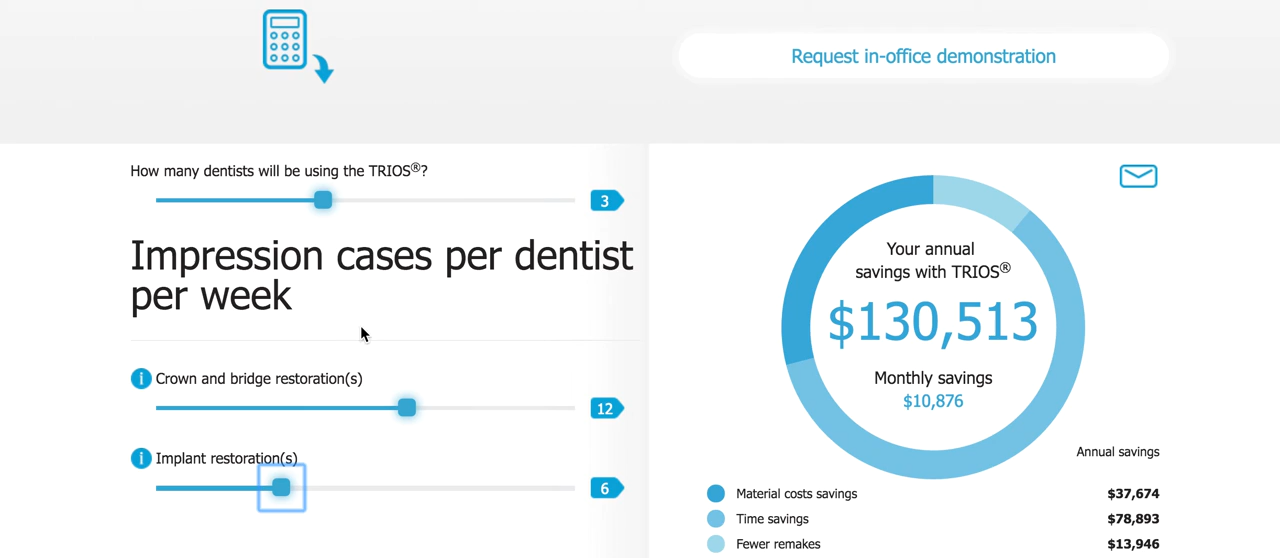 Request in-office demonstration
How many dentists will be using the TRIOS®?
3
Impression cases per dentist
per week
i Crown and bridge restoration(s)
12
i Implant restoration(s)
6
Your annual
savings with TRIOS®
$130,513
Monthly savings
$10,876
Annual savings
Material costs savings $37,674
Time savings $78,893
Fewer remakes $13,946